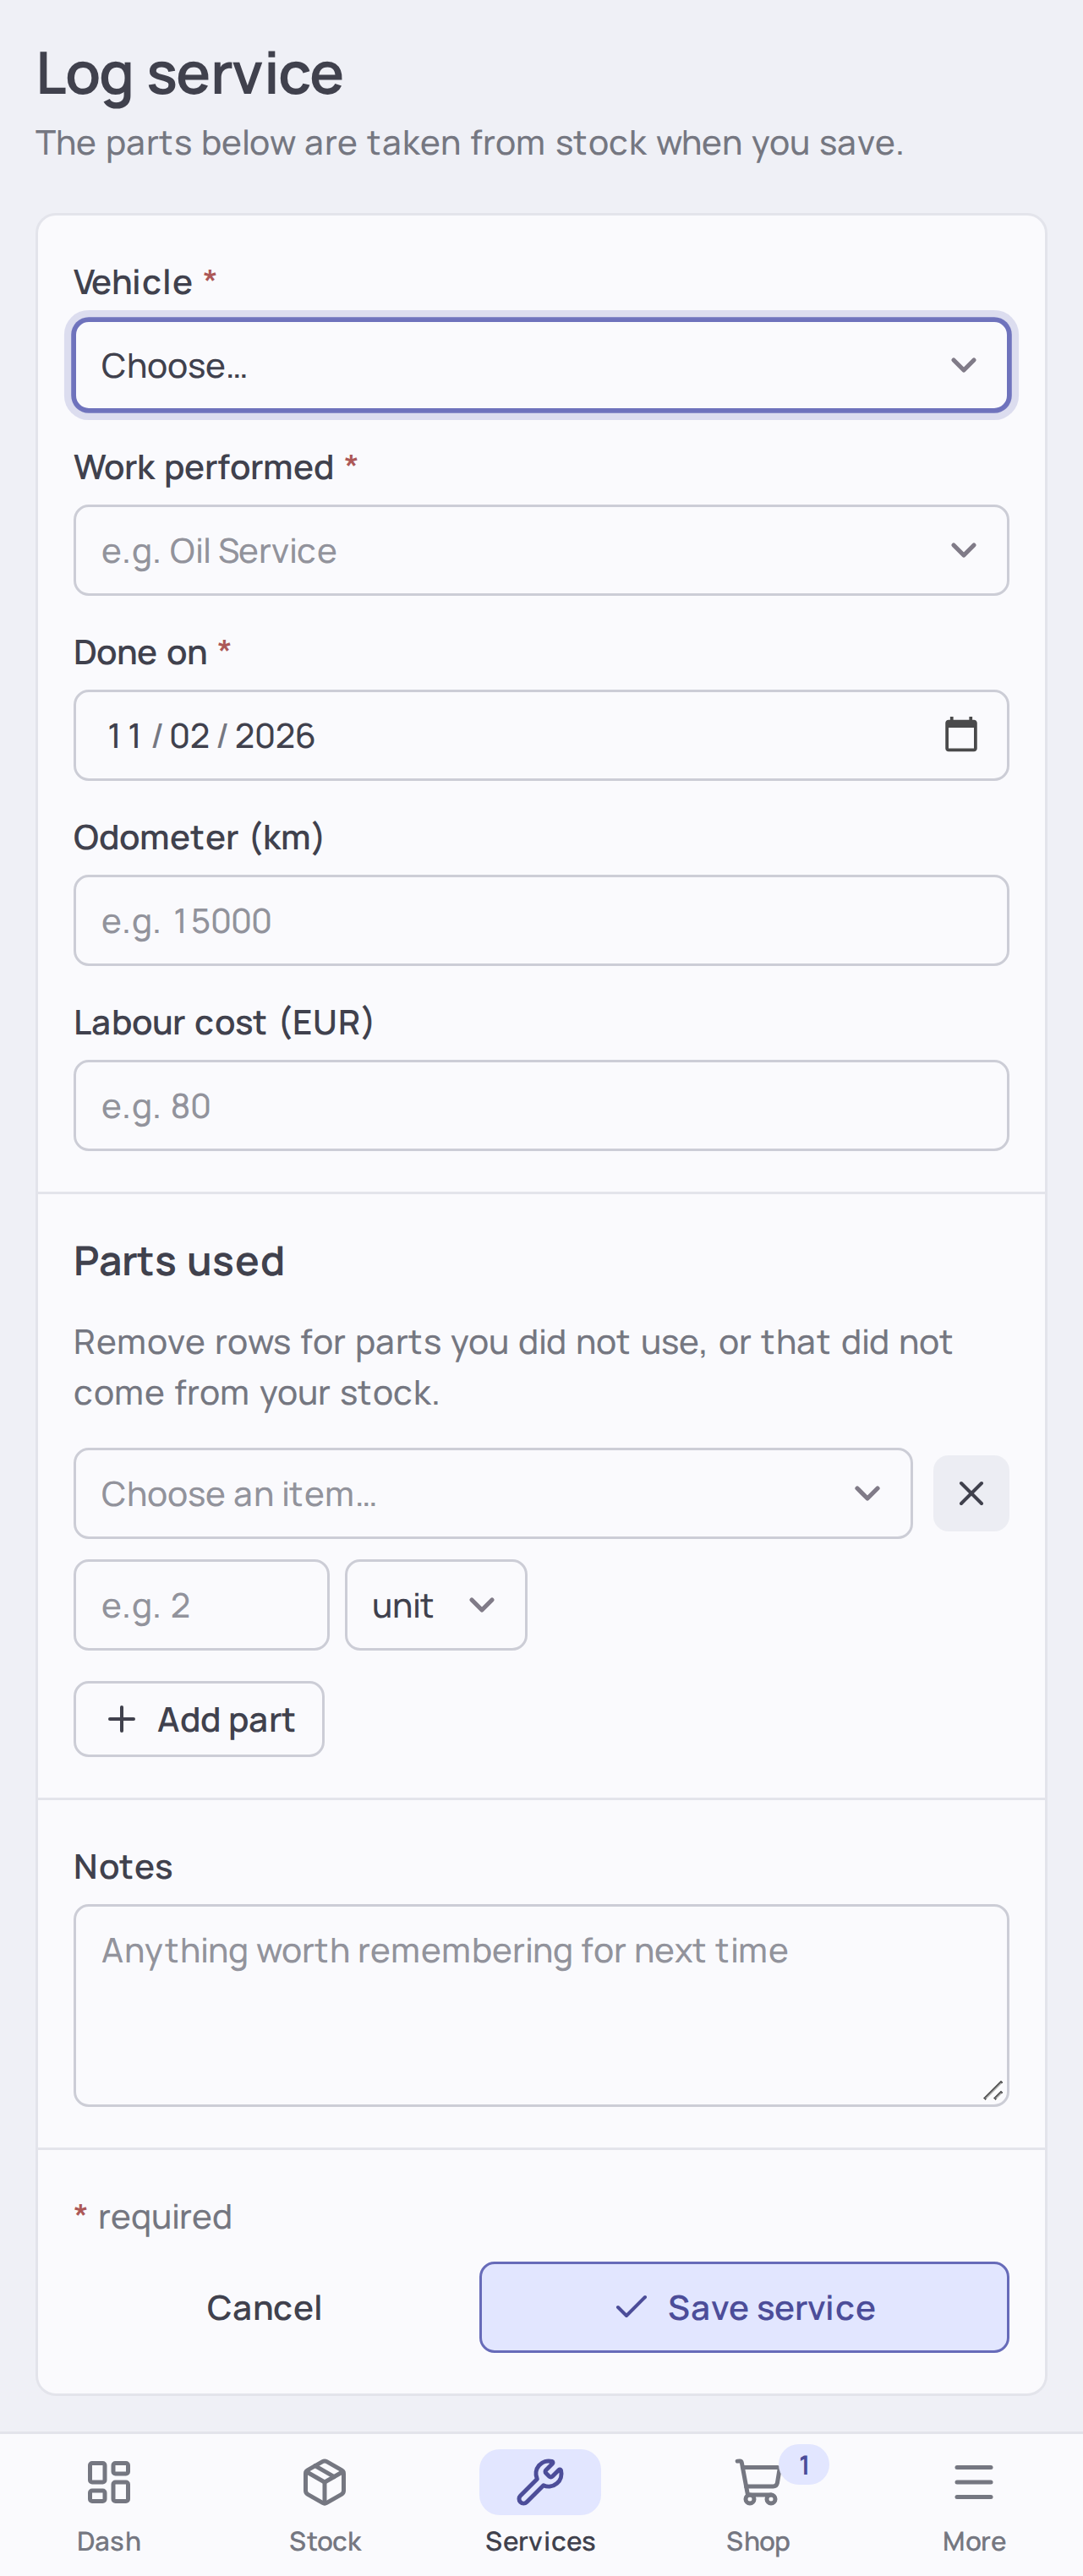 Log service
The parts below are taken from stock when you save.
Vehicle *
Choose…
Work performed *
e.g. Oil Service
Done on *
11/02/2026
Odometer (km)
e.g. 15000
Labour cost (EUR)
e.g. 80
Parts used
Remove rows for parts you did not use, or that did not
come from your stock.
Choose an item…
e.g. 2 unit
Add part
Notes
Anything worth remembering for next time
* required
Cancel Save service
1
Dash Stock Services Shop More